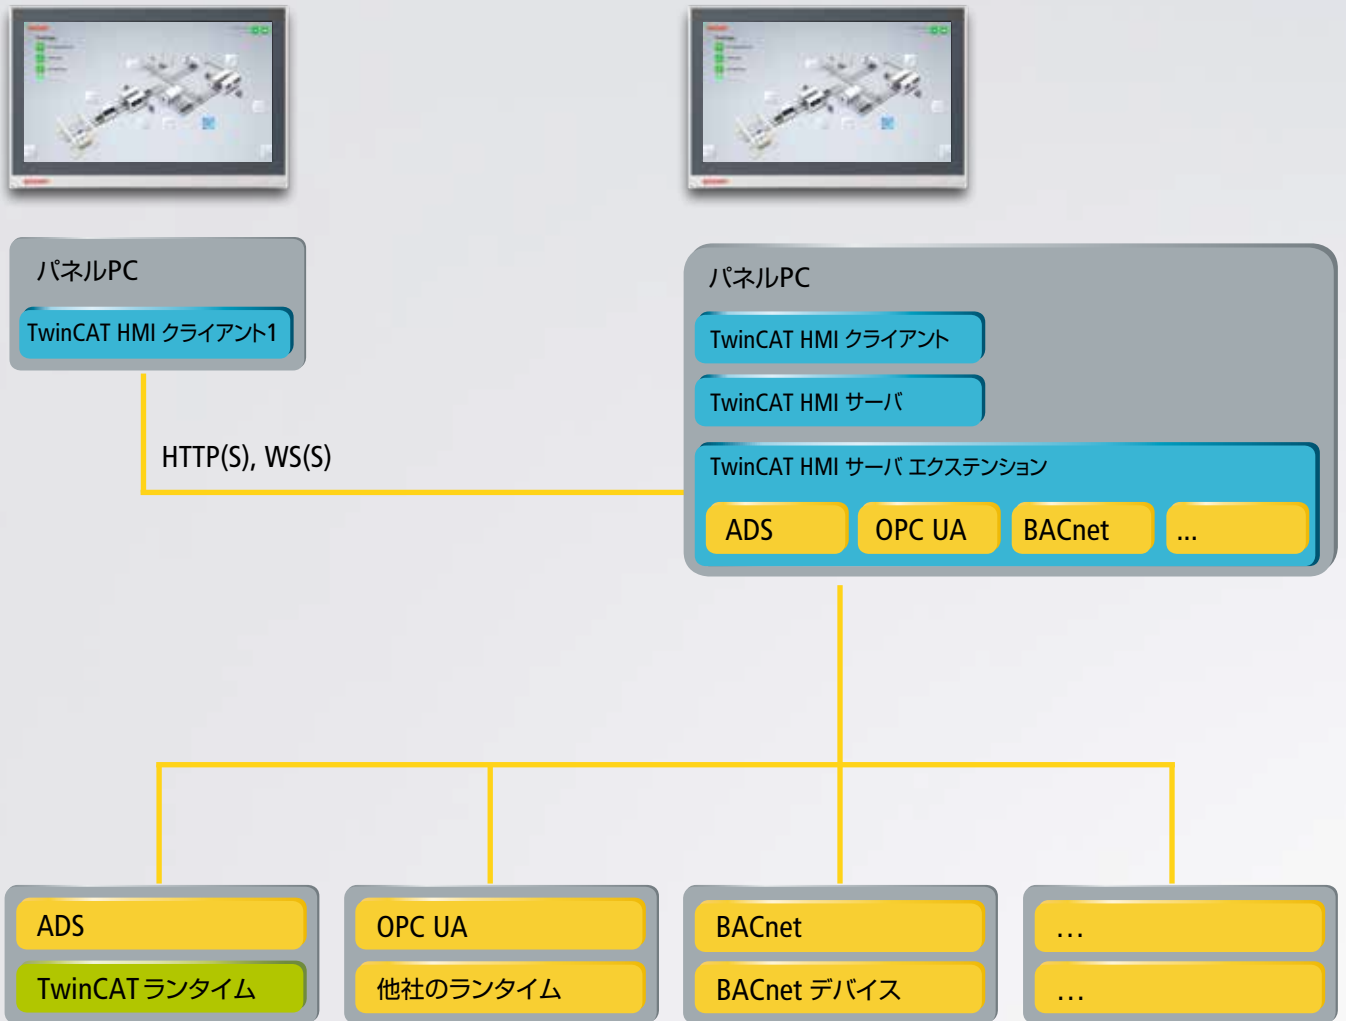 パネルPC
TwinCAT HMI クライアント1
HTTP(S), WS(S)
パネルPC
TwinCAT HMI クライアント
TwinCAT HMI サーバ
TwinCAT HMI サーバ エクステンション
ADS
OPC UA
BACnet
...
ADS
TwinCAT ランタイム
OPC UA
他社のランタイム
BACnet
BACnet デバイス
...
...